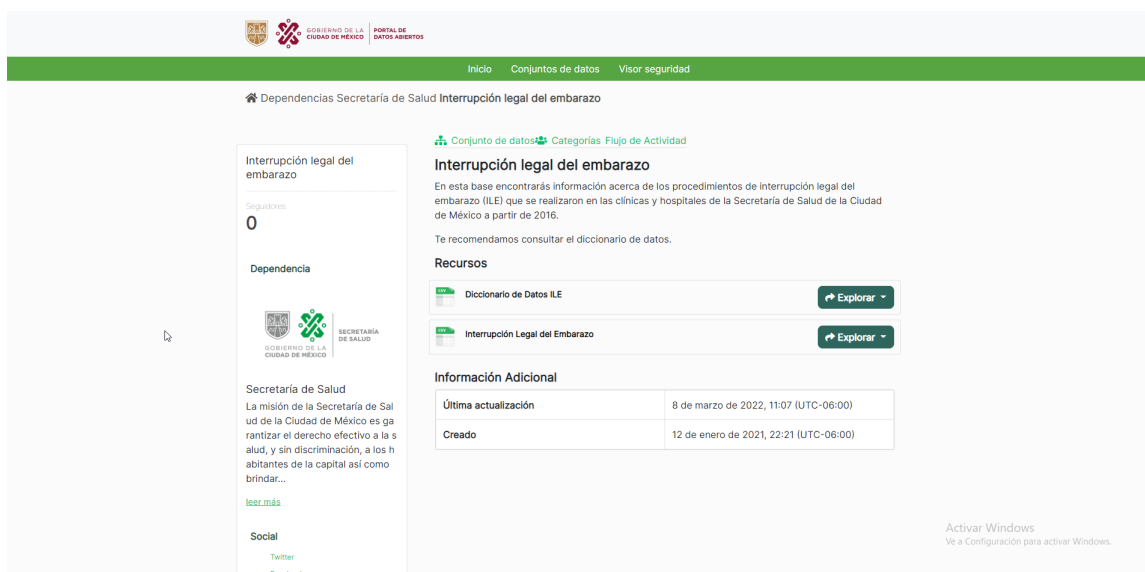 GOBIERNO DE LA
CIUDAD DE MÉXICO
PORTAL DE
DATOS ABIERTOS
Inicio Conjuntos de datos Visor seguridad
Dependencias Secretaría de Salud Interrupción legal del embarazo
Interrupción legal del
embarazo
Seguidores
0
Dependencia
GOBIERNO DE LA
CIUDAD DE MÉXICO
SECRETARÍA
DE SALUD
Secretaría de Salud
La misión de la Secretaría de Sal
ud de la Ciudad de México es ga
rantizar el derecho efectivo a la s
alud, y sin discriminación, a los h
abitantes de la capital así como
brindar...
leer más
Social
Twitter
Conjunto de datos Categorías Flujo de Actividad
Interrupción legal del embarazo
En esta base encontrarás información acerca de los procedimientos de interrupción legal del
embarazo (ILE) que se realizaron en las clínicas y hospitales de la Secretaría de Salud de la Ciudad
de México a partir de 2016.
Te recomendamos consultar el diccionario de datos.
Recursos
CSV
Diccionario de Datos ILE
Explorar
CSV
Interrupción Legal del Embarazo
Explorar
Información Adicional
Última actualización 8 de marzo de 2022, 11:07 (UTC-06:00)
Creado 12 de enero de 2021, 22:21 (UTC-06:00)
Activar Windows
Ve a Configuración para activar Windows.